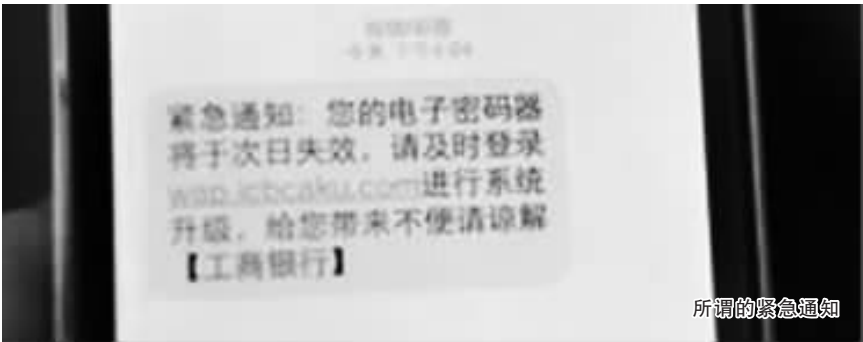 紧急通知：您的电子密码器
将于次日失效，请及时登录
wap.icbcaku.com进行系统
升级，给您带来不便请谅解
【工商银行】
所谓的紧急通知